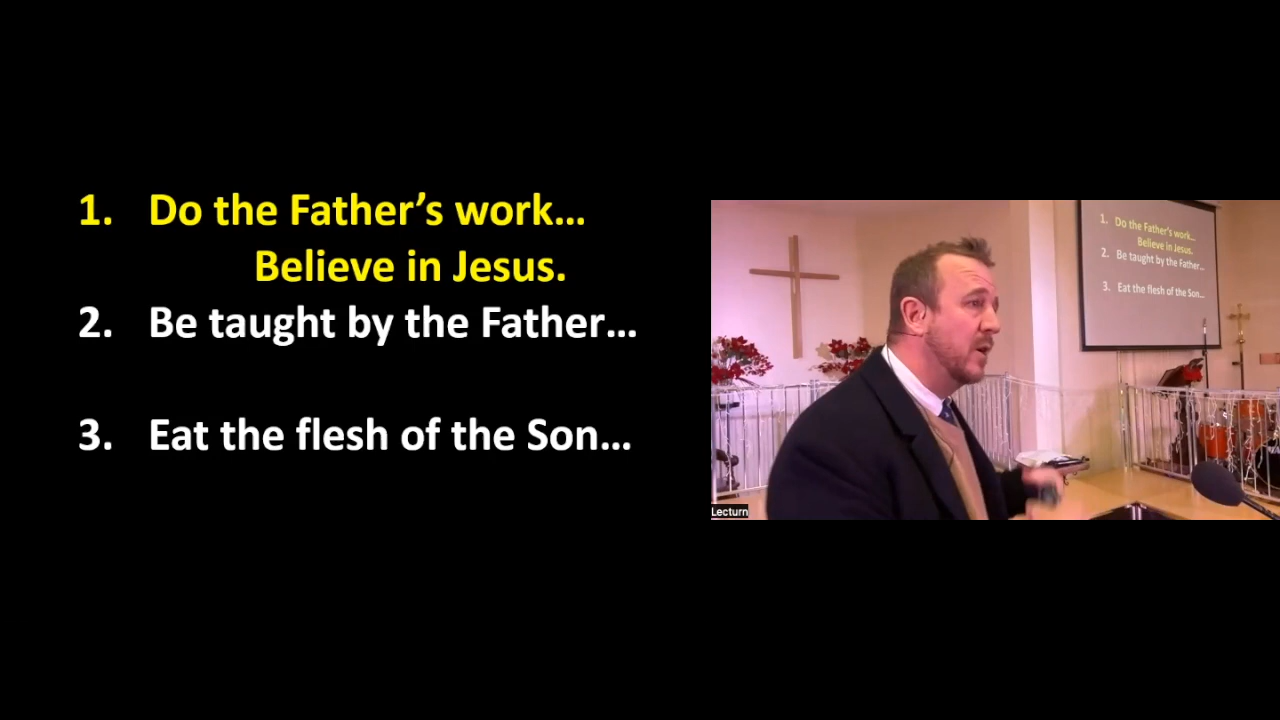 1. Do the Father's work...
Believe in Jesus.
2. Be taught by the Father...
3. Eat the flesh of the Son...
1. Do the Father's work...
Believe in Jesus.
2. Be taught by the Father...
3. Eat the flesh of the Son...
Lecturn